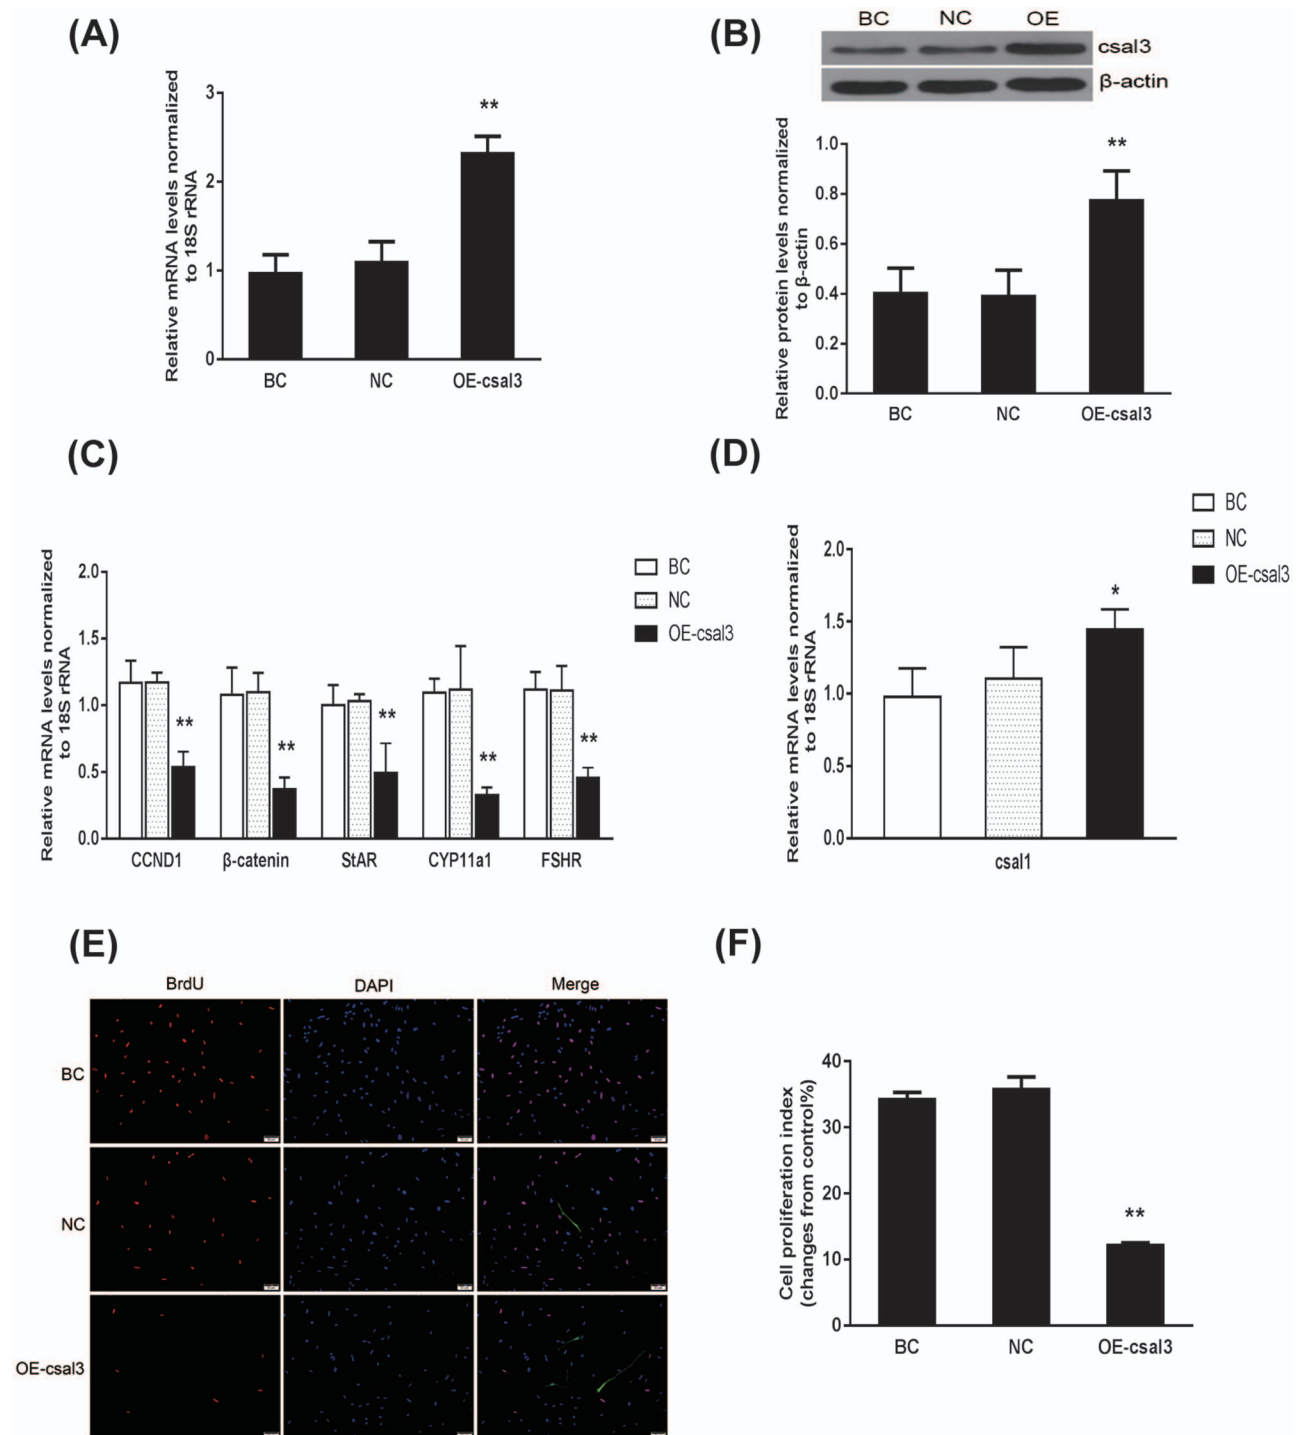 (A)
Relative mRNA levels normalized
to 18S rRNA
3
2
1
0
**
BC
NC
OE-csal3
(B)
BC
NC
OE
csal3
β-actin
Relative protein levels normalized
to β-actin
1.0
0.8
0.6
0.4
0.2
0.0
**
BC
NC
OE-csal3
(C)
Relative mRNA levels normalized
to 18S rRNA
2.0
1.5
1.0
0.5
0.0
**
**
**
**
**
CCND1
β-catenin
StAR
CYP11a1
FSHR
BC
NC
OE-csal3
(D)
Relative mRNA levels normalized
to 18S rRNA
2.0
1.5
1.0
0.5
0.0
*
csal1
BC
NC
OE-csal3
(E)
BrdU
DAPI
Merge
BC
NC
OE-csal3
(F)
Cell proliferation index
(changes from control%)
40
30
20
10
0
**
BC
NC
OE-csal3